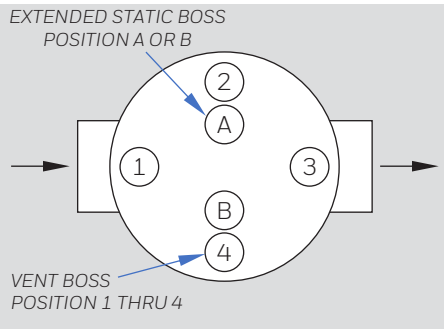 EXTENDED STATIC BOSS
POSITION A OR B
2
A
1
3
B
4
VENT BOSS
POSITION 1 THRU 4